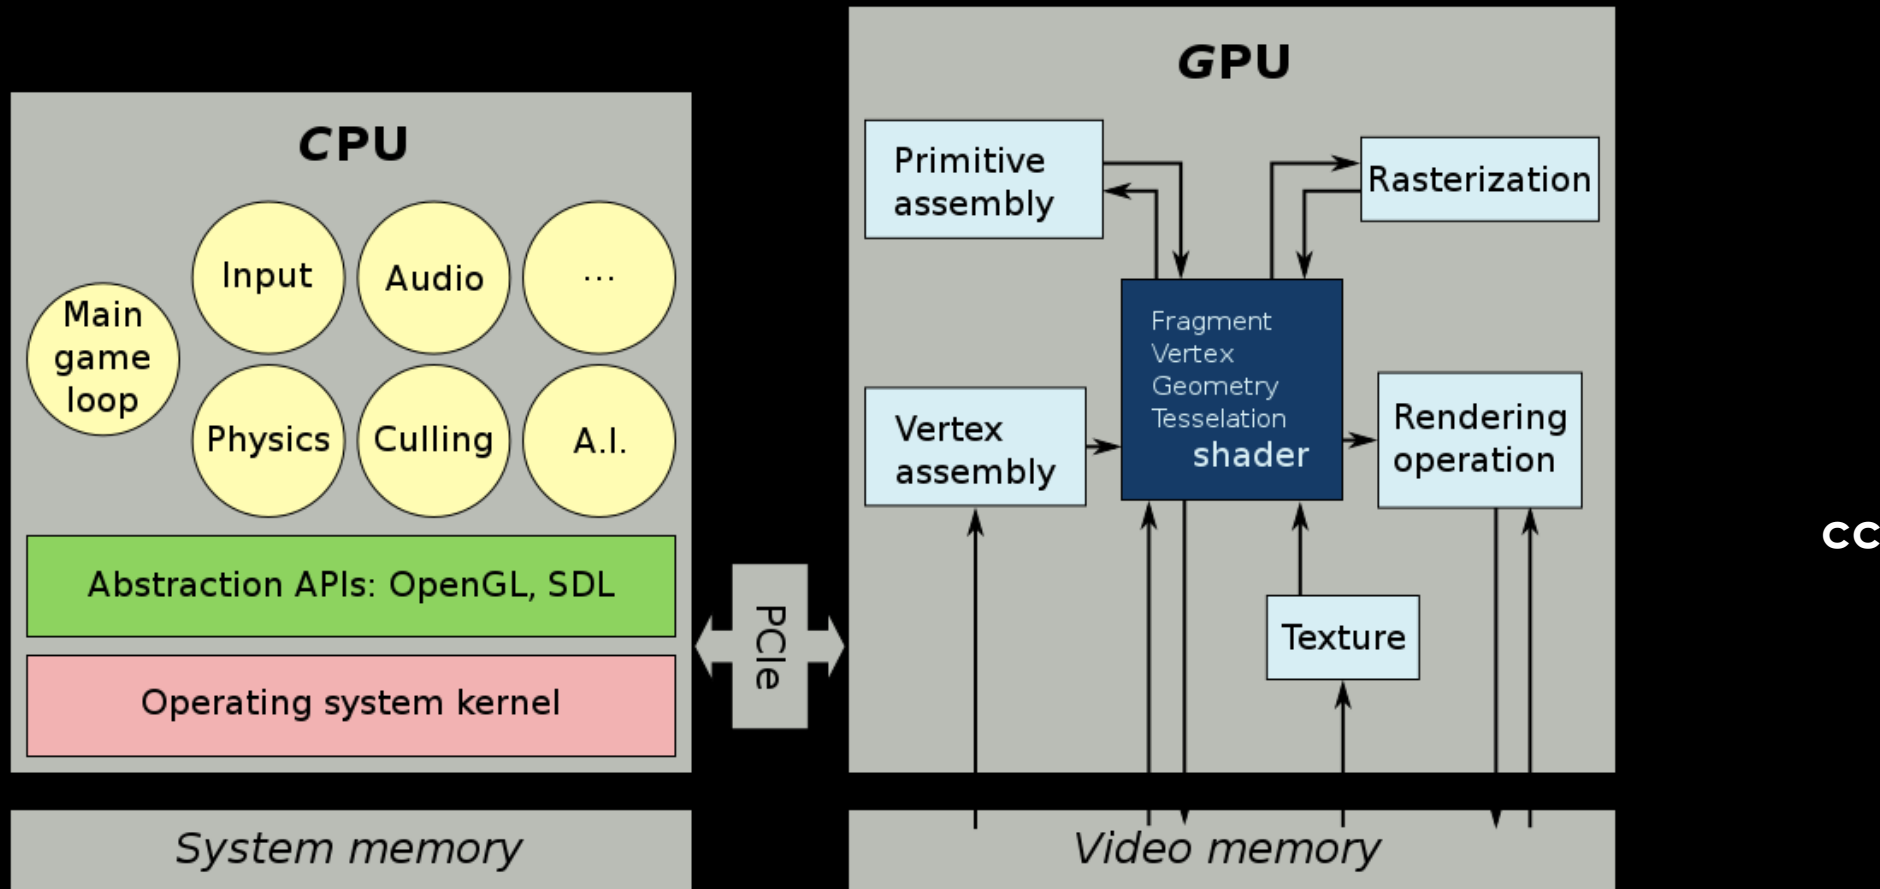 CPU
Input
Audio
...
Main
game
loop
Physics
Culling
A.I.
Abstraction APIs: OpenGL, SDL
Operating system kernel
System memory
PCIe
GPU
Primitive
assembly
Rasterization
Fragment
Vertex
Geometry
Tesselation
shader
Vertex
assembly
Rendering
operation
Texture
Video memory
cc